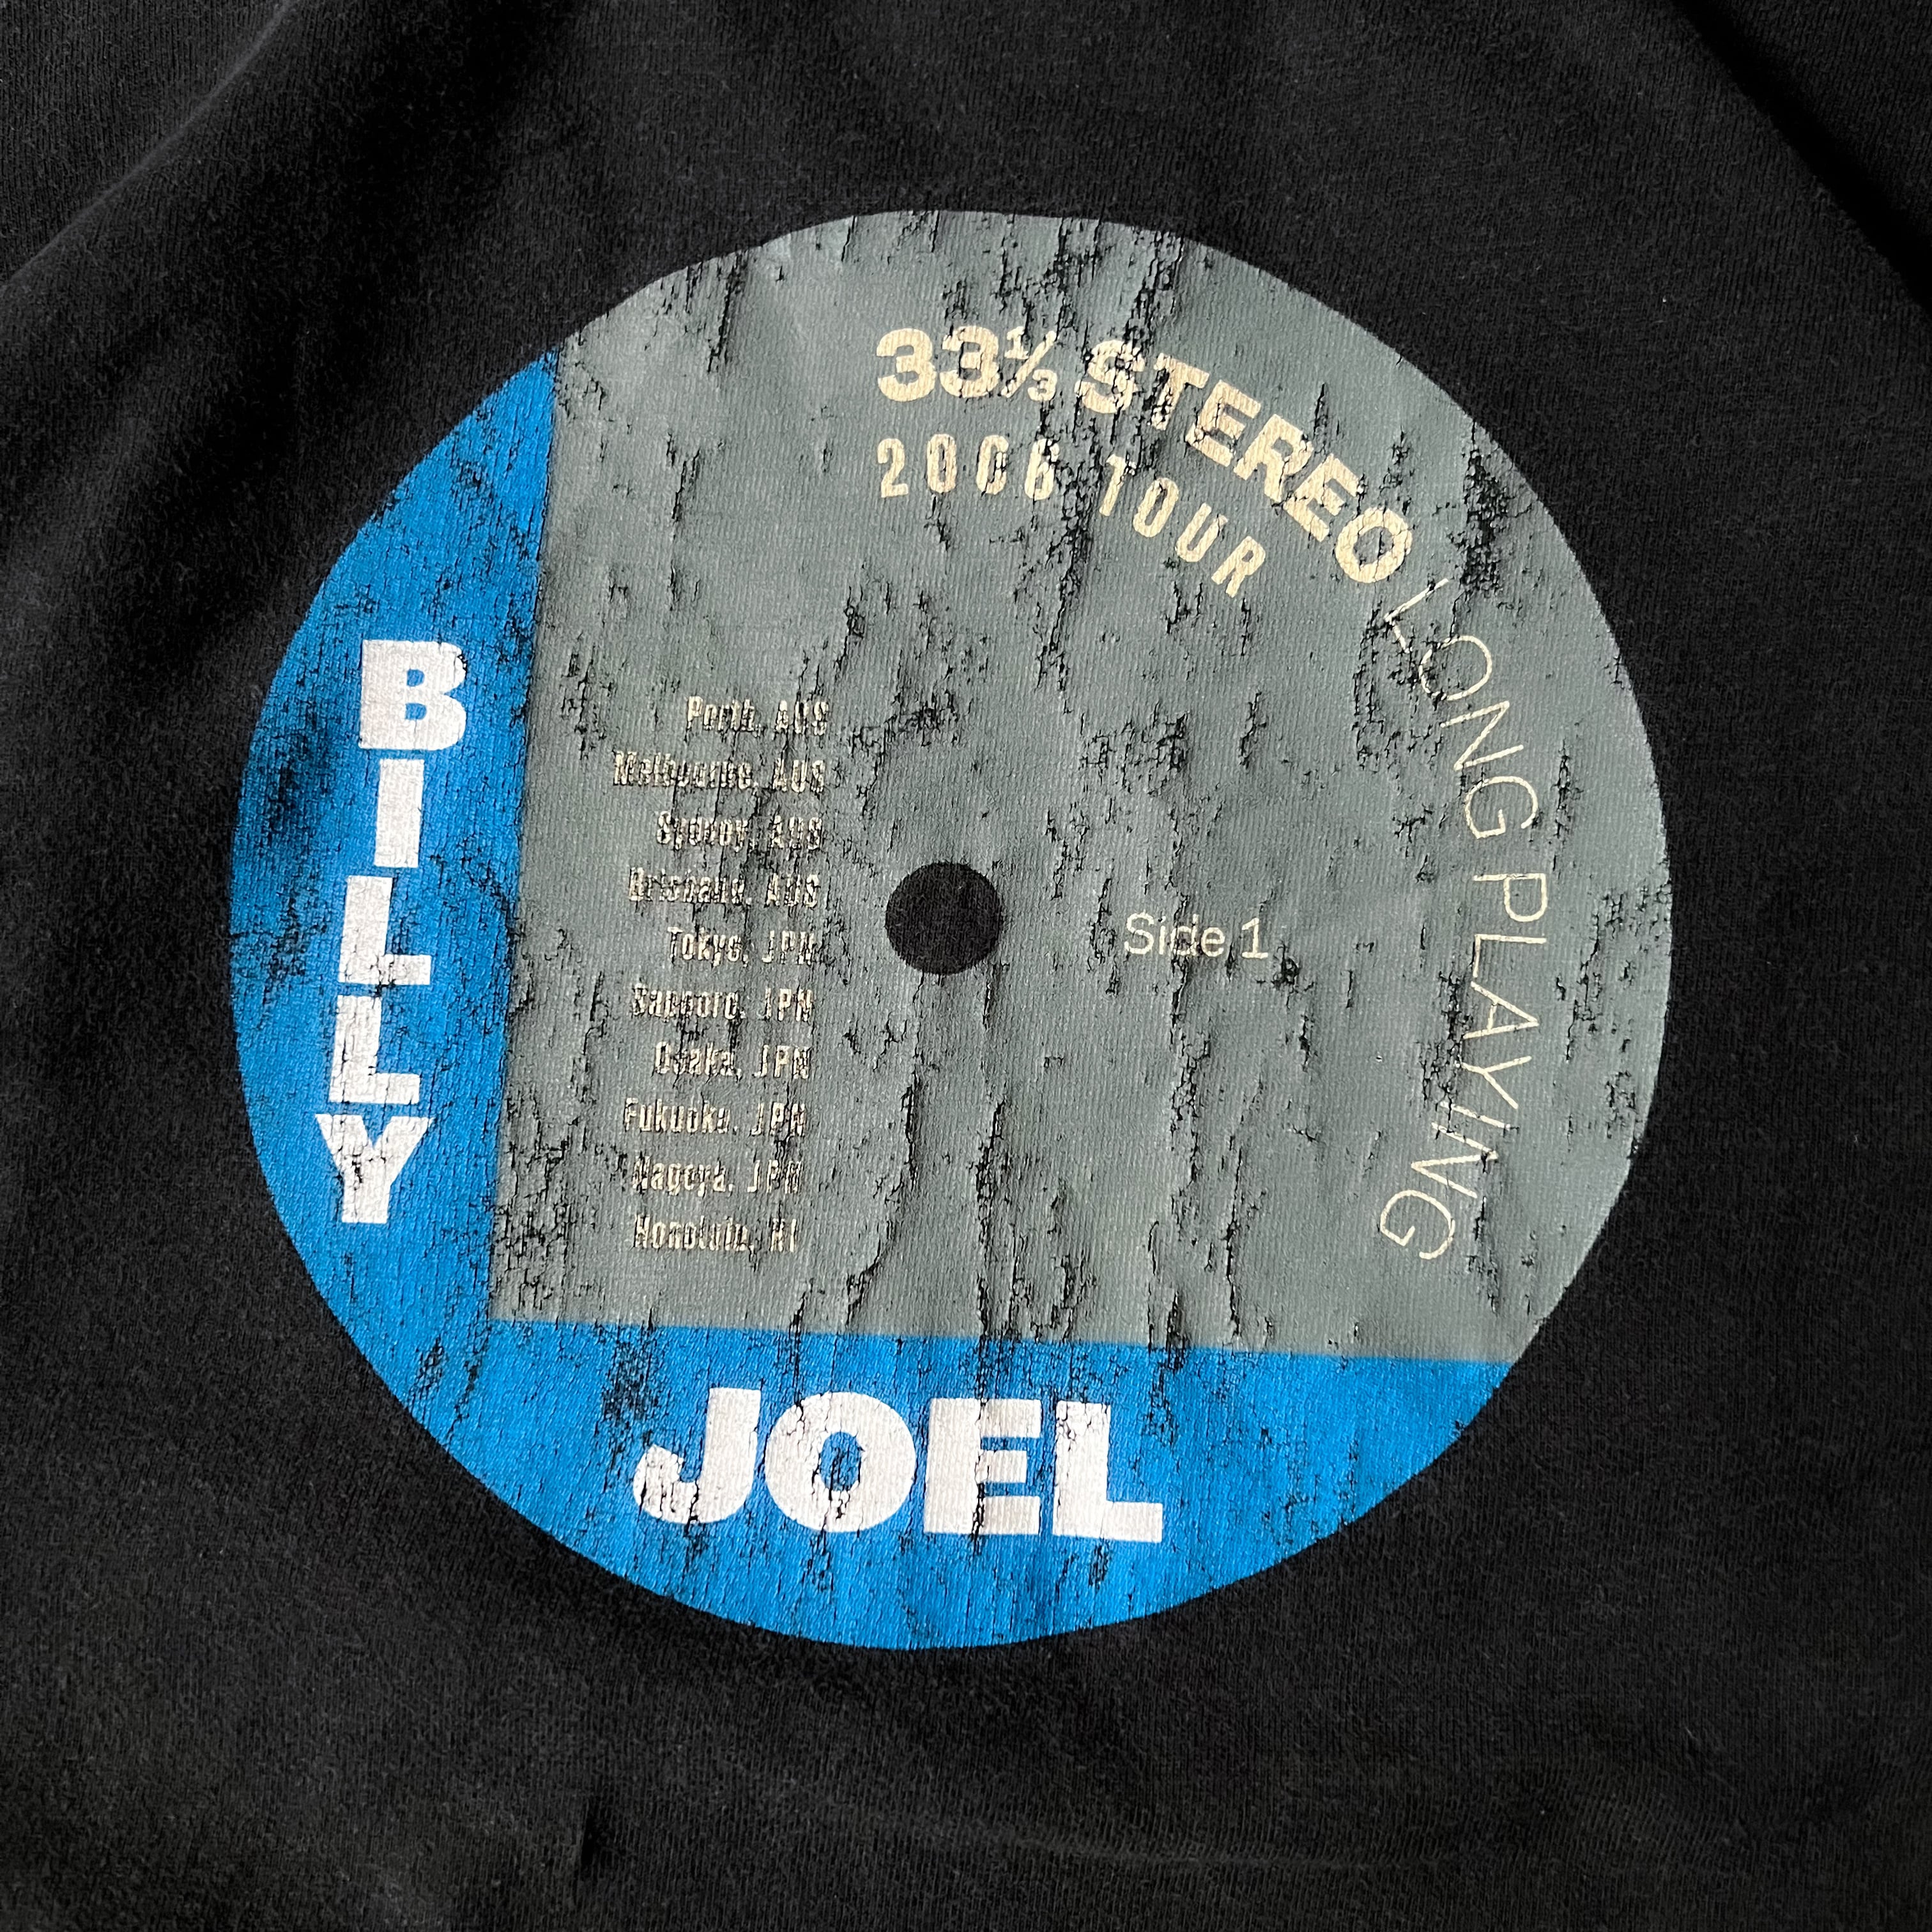 33⅓ STEREO LONG PLAYING
2006 TOUR
BILLY
Perth, AUS
Melbourne, AUS
Sydney, AUS
Brisbane, AUS
Tokyo, JPN
Sapporo, JPN
Osaka, JPN
Fukuoka, JPN
Nagoya, JPN
Honolulu, HI
Side 1
JOEL